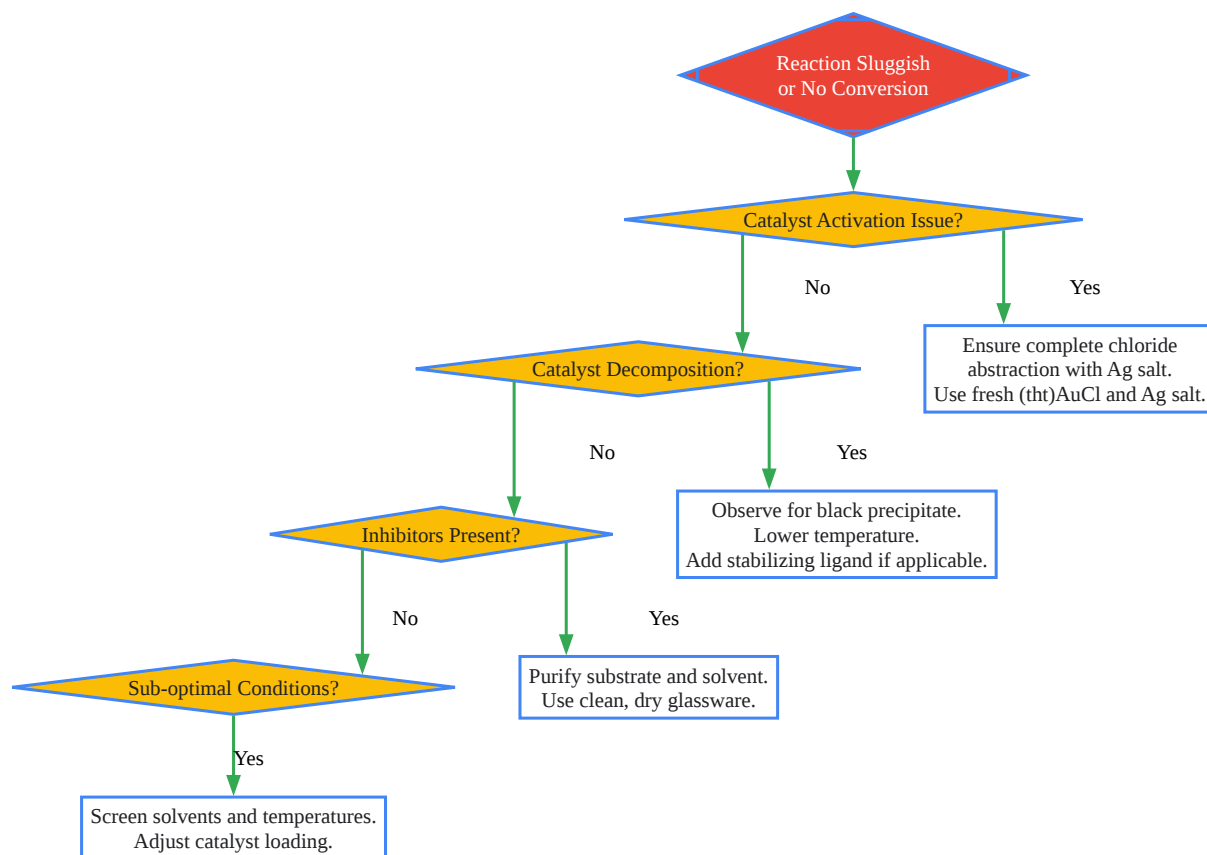 Reaction Sluggish
or No Conversion
Catalyst Activation Issue?
No
Yes
Ensure complete chloride
abstraction with Ag salt.
Use fresh (tht)AuCl and Ag salt.
Catalyst Decomposition?
No
Yes
Observe for black precipitate.
Lower temperature.
Add stabilizing ligand if applicable.
Inhibitors Present?
No
Yes
Purify substrate and solvent.
Use clean, dry glassware.
Sub-optimal Conditions?
Yes
Screen solvents and temperatures.
Adjust catalyst loading.